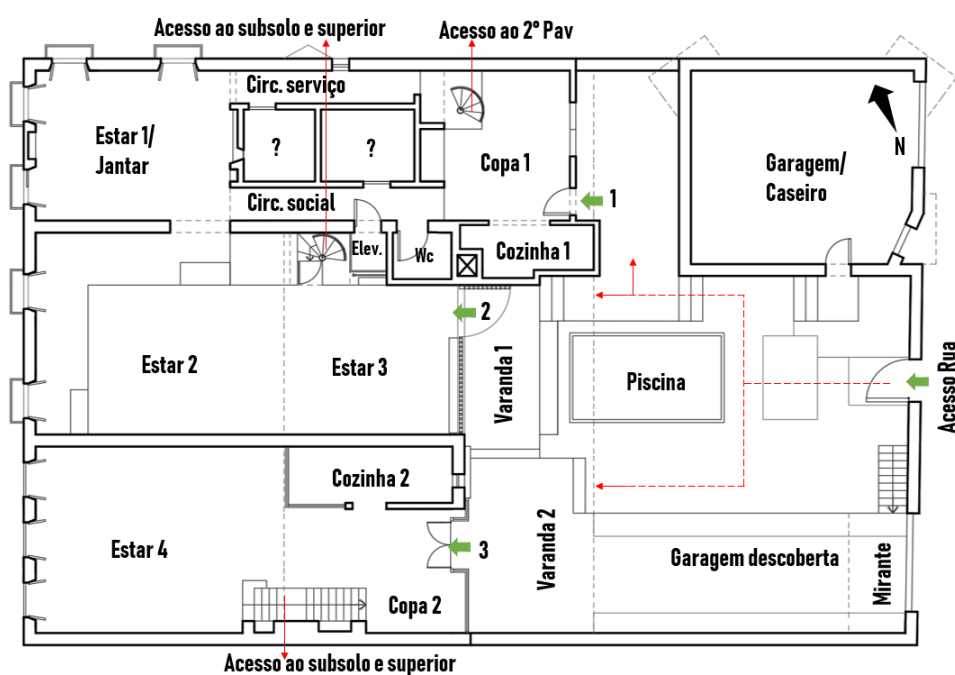 Acesso ao subsolo e superior
Acesso ao 2º Pav
Circ. serviço
Estar 1/
Jantar
?
?
Copa 1
Garagem/
Caseiro
N
1
Circ. social
Elev.
Wc
Cozinha 1
2
Estar 2
Estar 3
Varanda 1
Piscina
Acesso Rua
Cozinha 2
Estar 4
3
Varanda 2
Garagem descoberta
Mirante
Copa 2
Acesso ao subsolo e superior